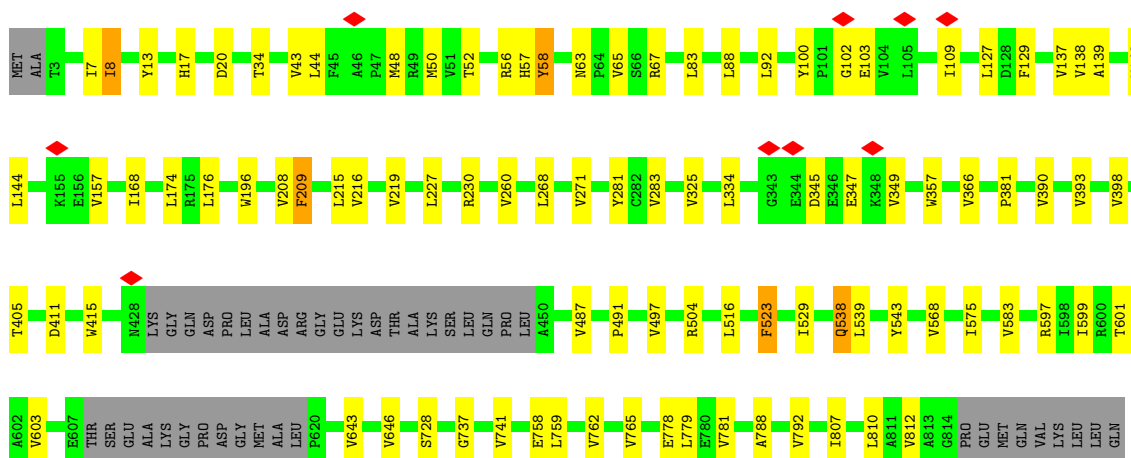 MET ALA T3 I7 I8 Y13 H17 D20 T34 V43 L44 F45 A46 P47 M48 R49 M50 V51 T52 R56 H57 Y58 N63 P64 V65 S66 R67 L83 L88 L92 Y100 P101 G102 E103 V104 L105 I109 L127 D128 F129 V137 V138 A139
L144 K155 E156 V157 I168 L174 R175 L176 W196 V208 F209 L215 V216 V219 L227 R230 V260 L268 V271 Y281 C282 V283 V325 L334 G343 E344 D345 E346 E347 K348 V349 W357 V366 P381 V390 V393 V398
T405 D411 W415 N428 LYS GLY GLN ASP PRO LEU ALA ASP ARG GLY GLU LYS ASP THR ALA LYS SER LEU GLN PRO LEU A450 V487 P491 V497 R504 L516 F523 I529 Q538 L539 Y543 V568 I575 V583 R597 I598 I599 R600 T601
A602 V603 E607 THR SER GLU ALA LYS GLY PRO ASP GLY MET ALA LEU P620 V643 V646 S728 G737 V741 E758 L759 V762 V765 E778 L779 E780 V781 A788 V792 I807 L810 A811 V812 A813 G814 PRO GLU MET GLN VAL LYS LEU LEU GLN